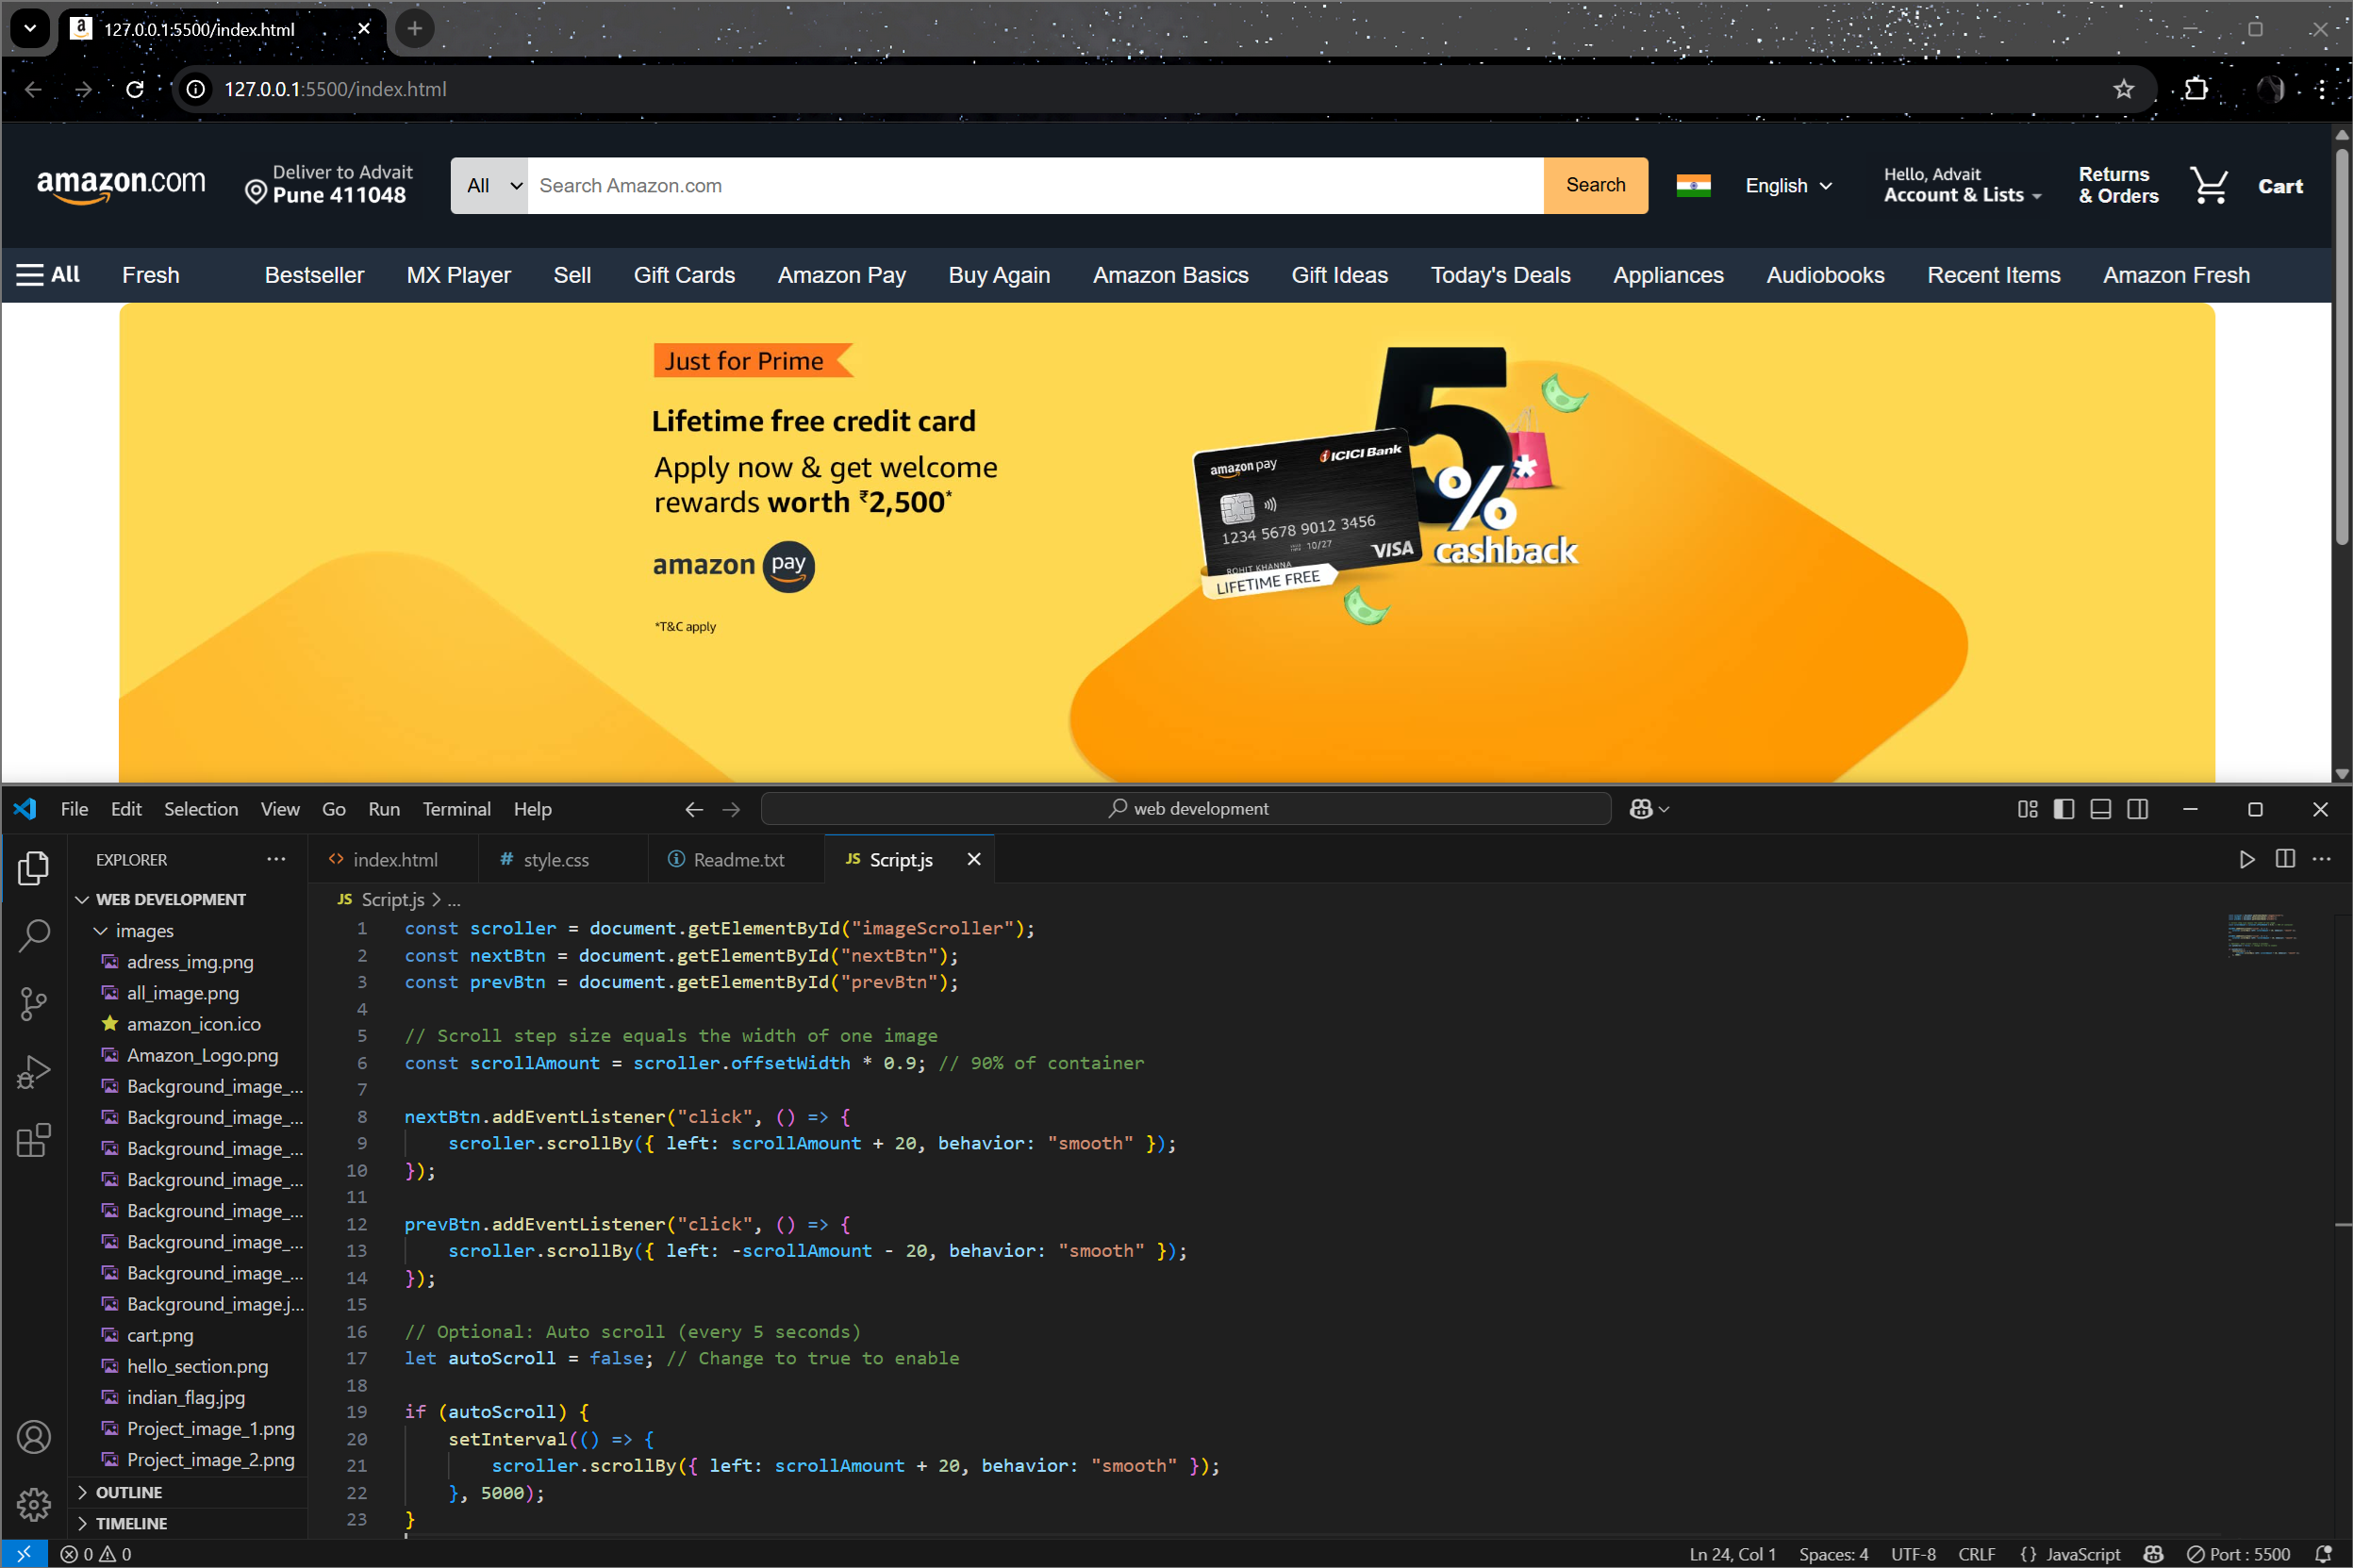 127.0.0.1:5500/index.html
127.0.0.1:5500/index.html
amazon.com
Deliver to Advait
Pune 411048
All
Search Amazon.com
Search
English
Hello, Advait
Account & Lists
Returns
& Orders
Cart
All Fresh Bestseller MX Player Sell Gift Cards Amazon Pay Buy Again Amazon Basics Gift Ideas Today's Deals Appliances Audiobooks Recent Items Amazon Fresh
Just for Prime
Lifetime free credit card
Apply now & get welcome
rewards worth ₹2,500*
amazon pay
*T&C apply
5
%*
cashback
amazon pay
ICICI Bank
1234 5678 9012 3456
10/27
VISA
ROHIT KHANNA
LIFETIME FREE
File Edit Selection View Go Run Terminal Help
web development
EXPLORER
WEB DEVELOPMENT
images
adress_img.png
all_image.png
amazon_icon.ico
Amazon_Logo.png
Background_image_...
Background_image_...
Background_image_...
Background_image_...
Background_image_...
Background_image_...
Background_image_...
Background_image.j...
cart.png
hello_section.png
indian_flag.jpg
Project_image_1.png
Project_image_2.png
OUTLINE
TIMELINE
index.html style.css Readme.txt JS Script.js
JS Script.js > ...
1 const scroller = document.getElementById("imageScroller");
2 const nextBtn = document.getElementById("nextBtn");
3 const prevBtn = document.getElementById("prevBtn");
4
5 // Scroll step size equals the width of one image
6 const scrollAmount = scroller.offsetWidth * 0.9; // 90% of container
7
8 nextBtn.addEventListener("click", () => {
9 scroller.scrollBy({ left: scrollAmount + 20, behavior: "smooth" });
10 });
11
12 prevBtn.addEventListener("click", () => {
13 scroller.scrollBy({ left: -scrollAmount - 20, behavior: "smooth" });
14 });
15
16 // Optional: Auto scroll (every 5 seconds)
17 let autoScroll = false; // Change to true to enable
18
19 if (autoScroll) {
20 setInterval(() => {
21 scroller.scrollBy({ left: scrollAmount + 20, behavior: "smooth" });
22 }, 5000);
23 }
0 0
Ln 24, Col 1 Spaces: 4 UTF-8 CRLF {} JavaScript Port : 5500